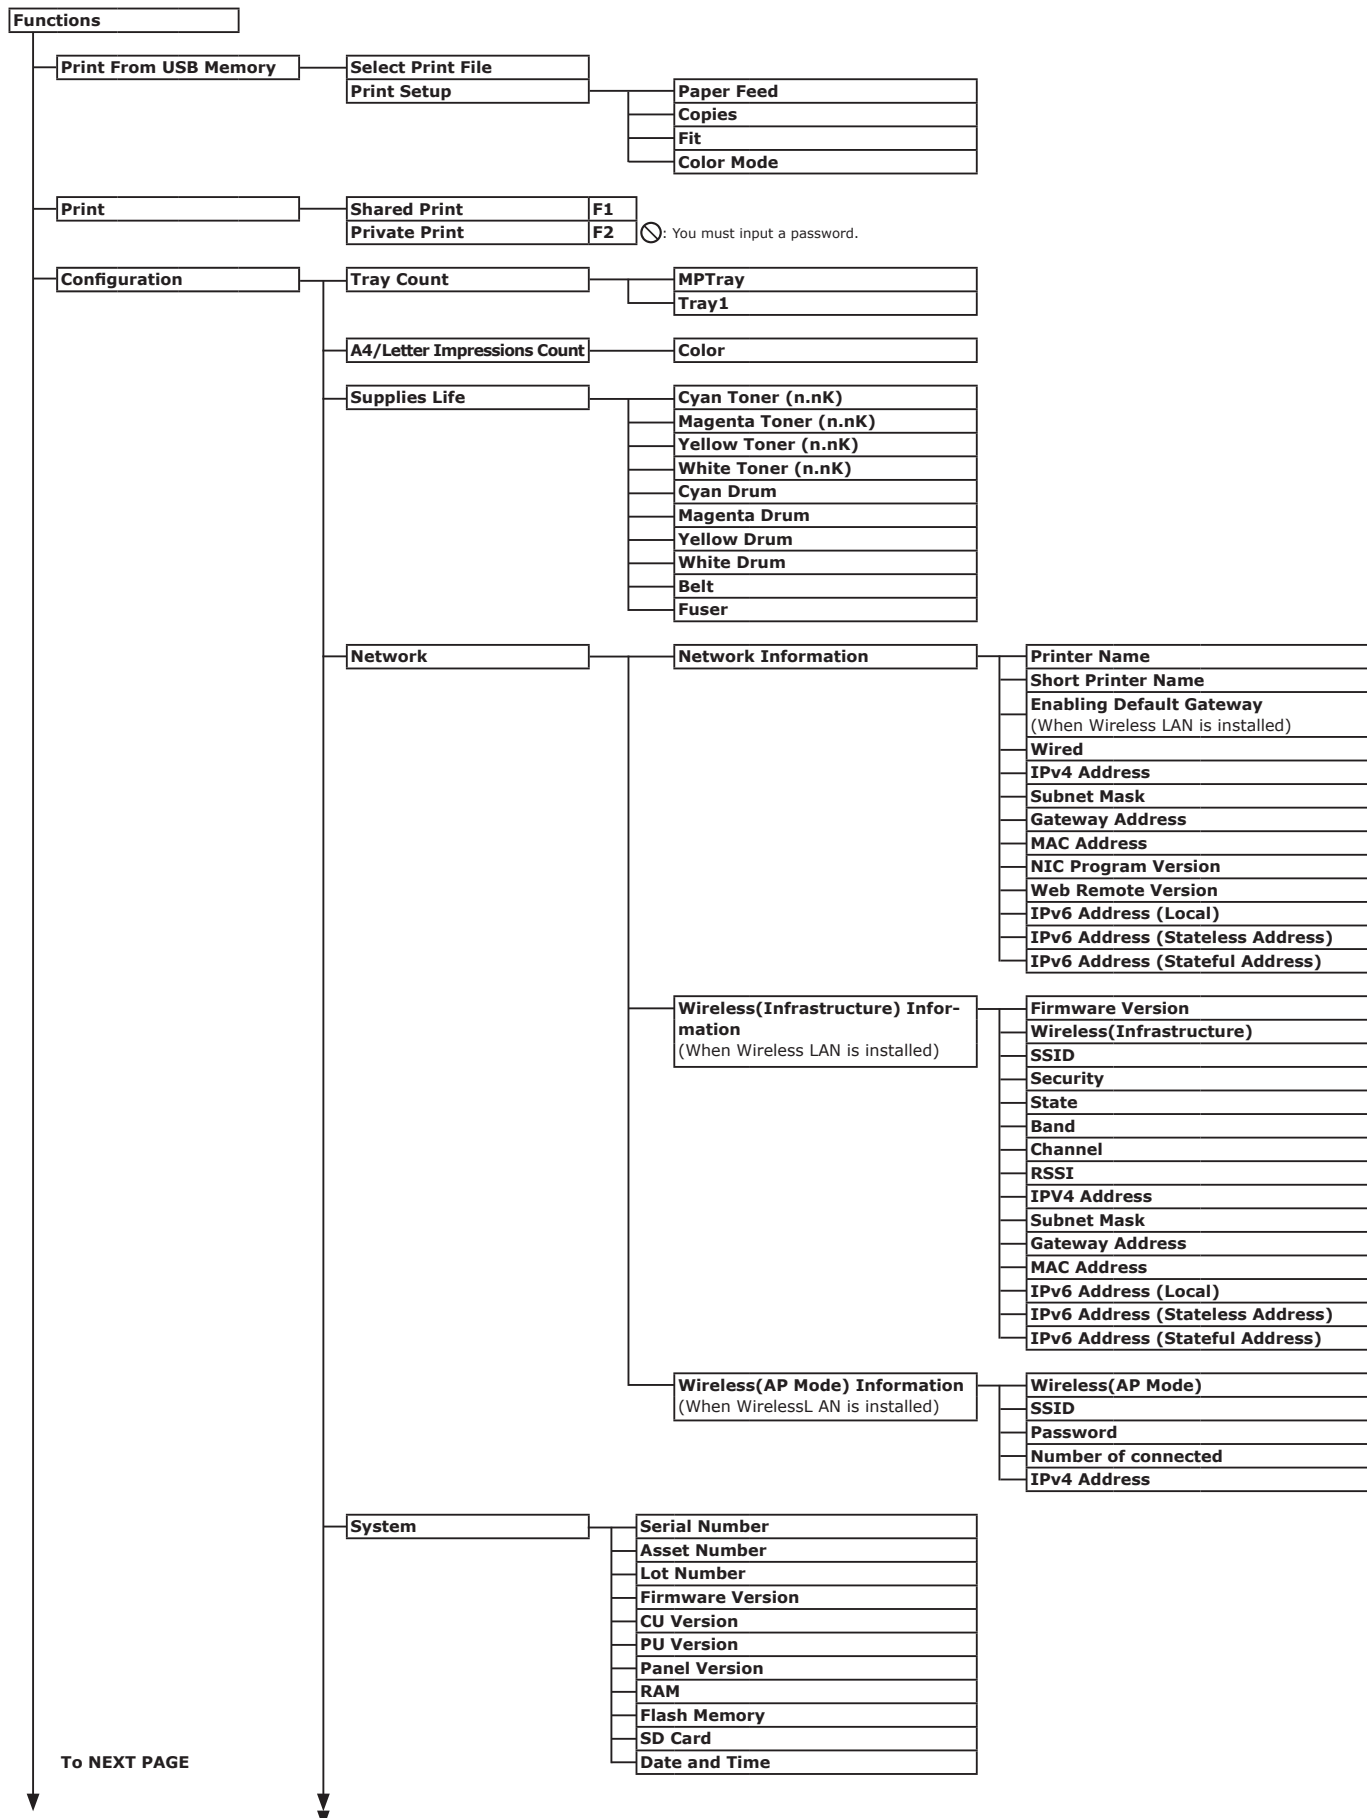 Functions
Print From USB Memory
Select Print File
Print Setup
Paper Feed
Copies
Fit
Color Mode
Print
Shared Print F1
Private Print F2 : You must input a password.
Configuration
Tray Count
MPTray
Tray1
A4/Letter Impressions Count
Color
Supplies Life
Cyan Toner (n.nK)
Magenta Toner (n.nK)
Yellow Toner (n.nK)
White Toner (n.nK)
Cyan Drum
Magenta Drum
Yellow Drum
White Drum
Belt
Fuser
Network
Network Information
Printer Name
Short Printer Name
Enabling Default Gateway
(When Wireless LAN is installed)
Wired
IPv4 Address
Subnet Mask
Gateway Address
MAC Address
NIC Program Version
Web Remote Version
IPv6 Address (Local)
IPv6 Address (Stateless Address)
IPv6 Address (Stateful Address)
Wireless(Infrastructure) Infor-
mation
(When Wireless LAN is installed)
Firmware Version
Wireless(Infrastructure)
SSID
Security
State
Band
Channel
RSSI
IPV4 Address
Subnet Mask
Gateway Address
MAC Address
IPv6 Address (Local)
IPv6 Address (Stateless Address)
IPv6 Address (Stateful Address)
Wireless(AP Mode) Information
(When WirelessL AN is installed)
Wireless(AP Mode)
SSID
Password
Number of connected
IPv4 Address
System
Serial Number
Asset Number
Lot Number
Firmware Version
CU Version
PU Version
Panel Version
RAM
Flash Memory
SD Card
Date and Time
To NEXT PAGE